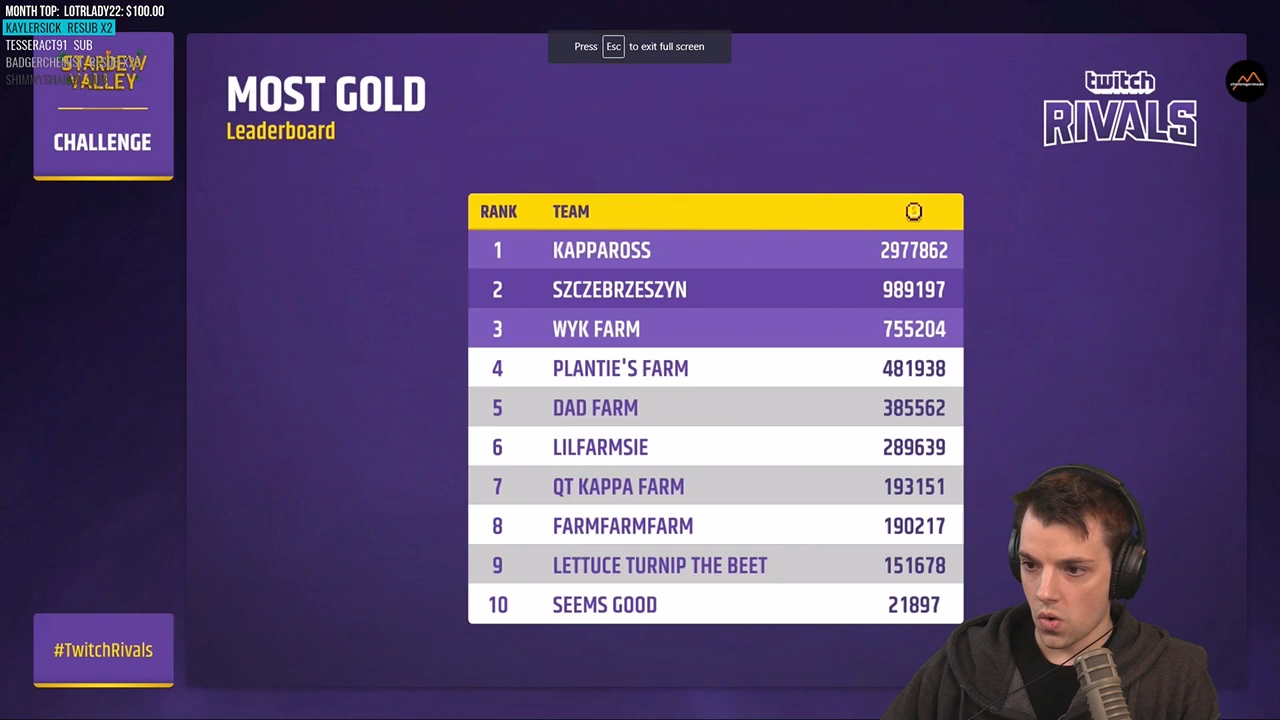 MONTH TOP: LOTRLADY22: $100.00
KAYLERSICK RESUB X2
TESSERACT91 SUB
STARDEW
VALLEY
CHALLENGE
Press Esc to exit full screen
MOST GOLD
Leaderboard
twitch
RIVALS
RANK TEAM
1 KAPPAROSS 2977862
2 SZCZEBRZESZYN 989197
3 WYK FARM 755204
4 PLANTIE'S FARM 481938
5 DAD FARM 385562
6 LILFARMSIE 289639
7 QT KAPPA FARM 193151
8 FARMFARMFARM 190217
9 LETTUCE TURNIP THE BEET 151678
10 SEEMS GOOD 21897
#TwitchRivals